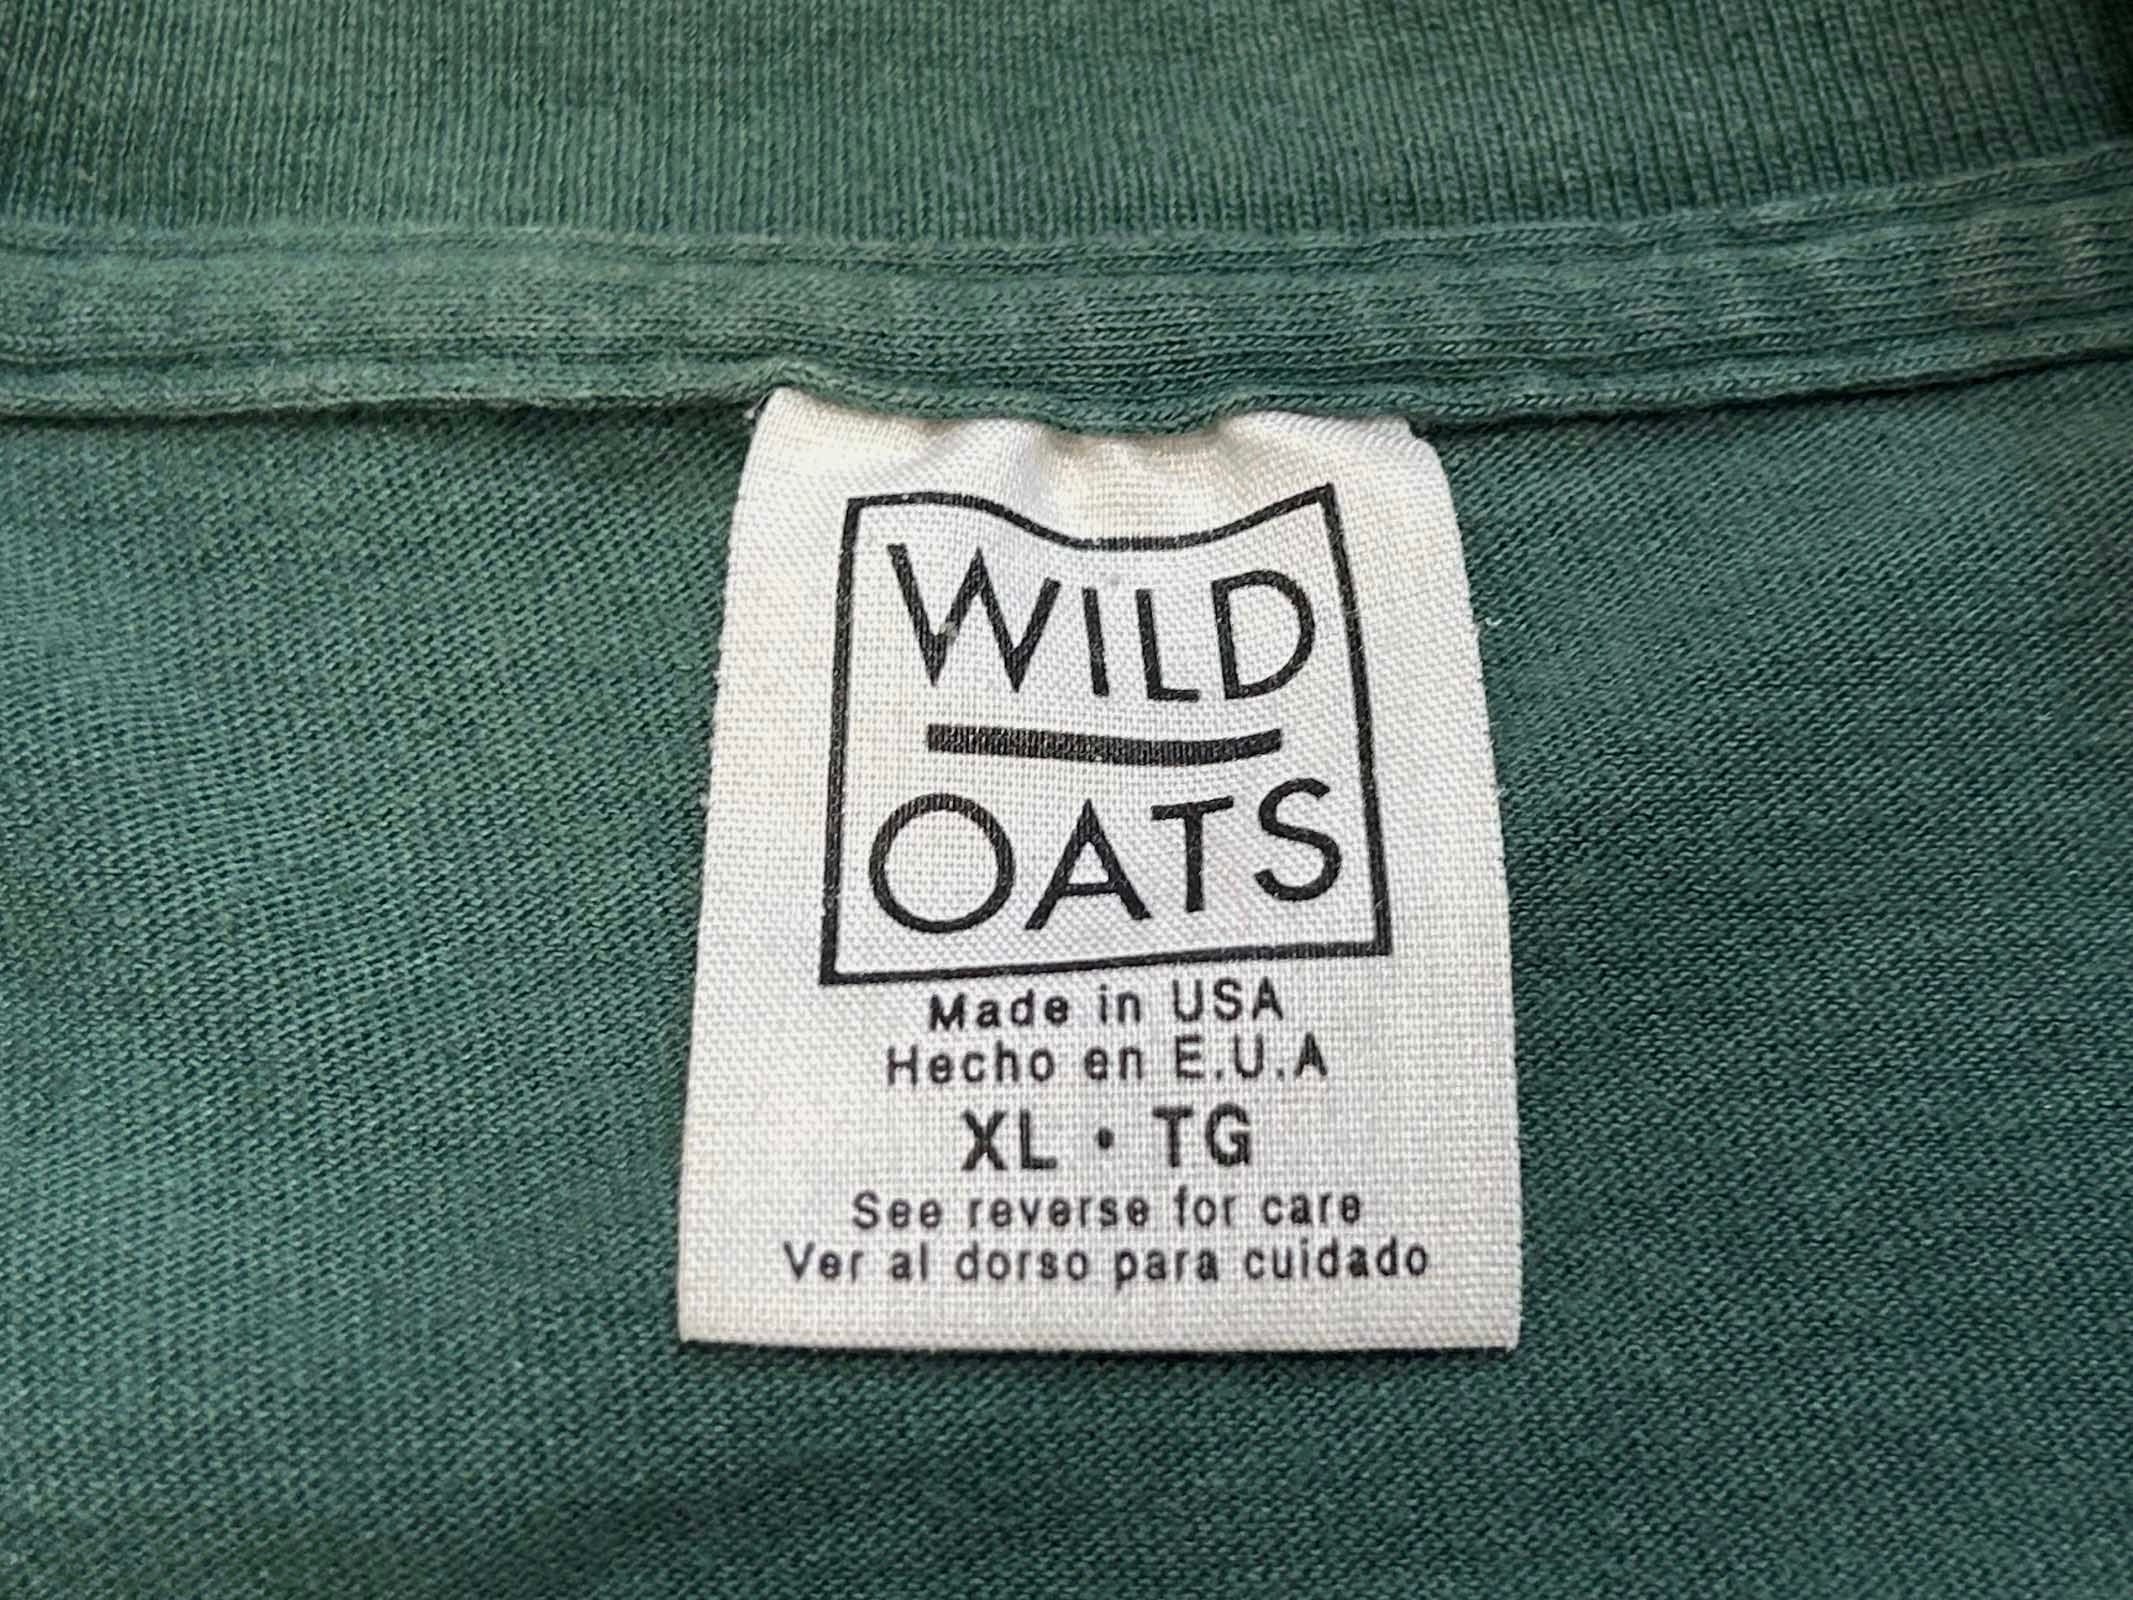 WILD
OATS
Made in USA
Hecho en E.U.A
XL • TG
See reverse for care
Ver al dorso para cuidado